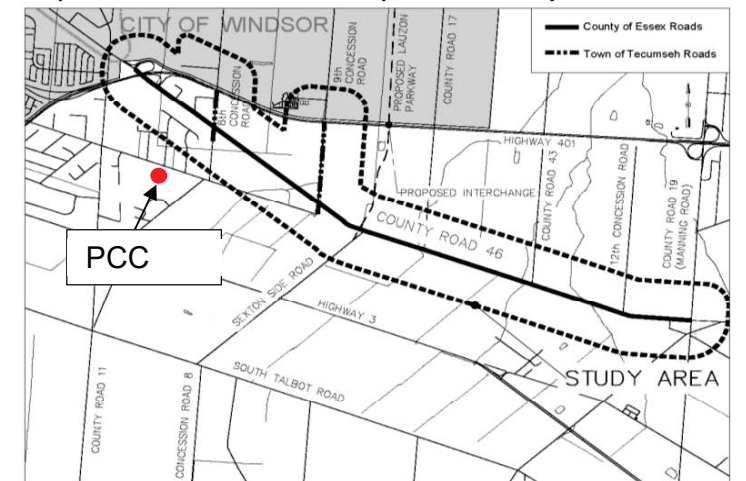 CITY OF WINDSOR
County of Essex Roads
Town of Tecumseh Roads
8th
CONCESSION
ROAD
9th
CONCESSION
ROAD
PROPOSED LAUZON
PARKWAY
COUNTY ROAD 17
HIGHWAY 401
PROPOSED INTERCHANGE
COUNTY ROAD 43
12th CONCESSION ROAD
COUNTY ROAD 19
(MANNING ROAD)
COUNTY ROAD 46
PCC
SEXTON SIDE ROAD
HIGHWAY 3
SOUTH TALBOT ROAD
STUDY AREA
COUNTY ROAD 11
CONCESSION ROAD 8